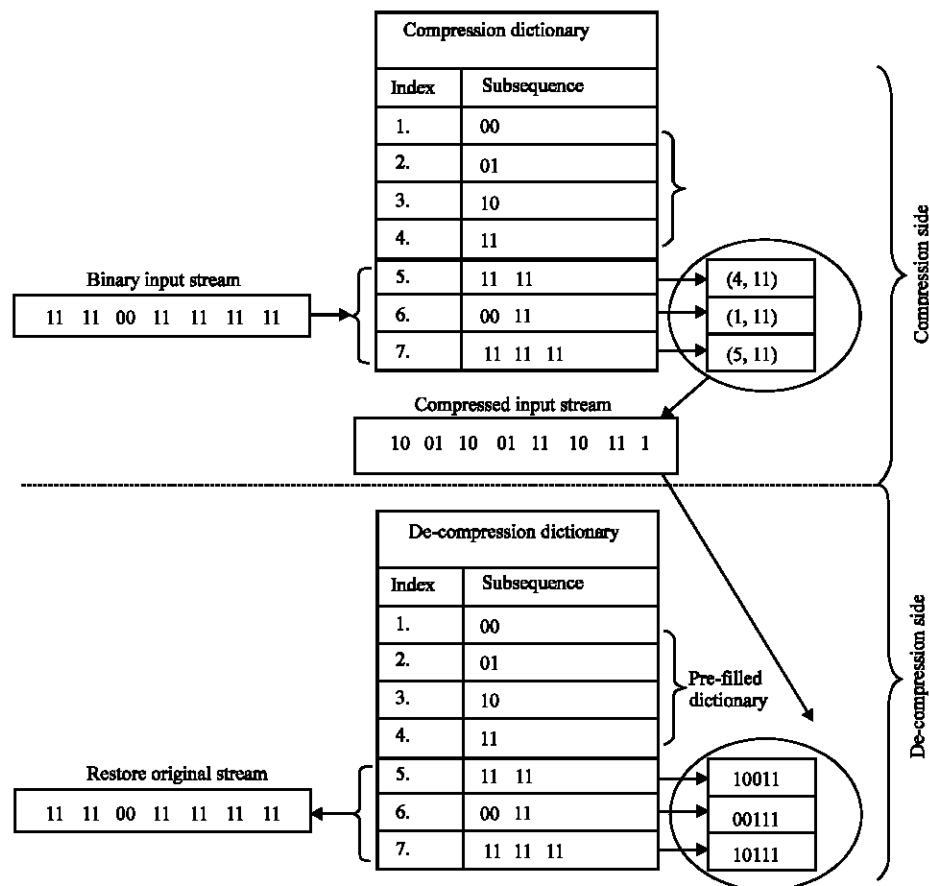 Compression dictionary
Index Subsequence
1. 00
2. 01
3. 10
4. 11
5. 11 11
6. 00 11
7. 11 11 11
Binary input stream
11 11 00 11 11 11 11
(4, 11)
(1, 11)
(5, 11)
Compression side
Compressed input stream
10 01 10 01 11 10 11 1
De-compression dictionary
Index Subsequence
1. 00
2. 01
3. 10
4. 11
5. 11 11
6. 00 11
7. 11 11 11
Pre-filled
dictionary
Restore original stream
11 11 00 11 11 11 11
10011
00111
10111
De-compression side